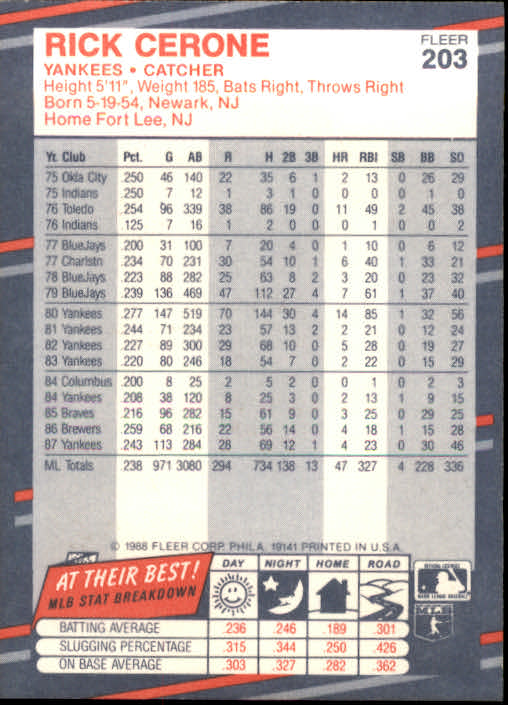 RICK CERONE
FLEER
203
YANKEES • CATCHER
Height 5'11", Weight 185, Bats Right, Throws Right
Born 5-19-54, Newark, NJ
Home Fort Lee, NJ
Yr. Club Pct. G AB R H 2B 3B HR RBI SB BB SO
75 Okla City .250 46 140 22 35 6 1 2 13 0 26 29
75 Indians .250 7 12 1 3 1 0 0 0 0 1 0
76 Toledo .254 96 339 38 86 19 0 11 49 2 45 38
76 Indians .125 7 16 1 2 0 0 0 1 0 0 2
77 BlueJays .200 31 100 7 20 4 0 1 10 0 6 12
77 Charlstn .234 70 231 30 54 10 1 6 40 1 33 21
78 BlueJays .223 88 282 25 63 8 2 3 20 0 23 32
79 BlueJays .239 136 469 47 112 27 4 7 61 1 37 40
80 Yankees .277 147 519 70 144 30 4 14 85 1 32 56
81 Yankees .244 71 234 23 57 13 2 2 21 0 12 24
82 Yankees .227 89 300 29 68 10 0 5 28 0 19 27
83 Yankees .220 80 246 18 54 7 0 2 22 0 15 29
84 Columbus .200 8 25 2 5 2 0 0 1 0 2 3
84 Yankees .208 38 120 8 25 3 0 2 13 1 9 15
85 Braves .216 96 282 15 61 9 0 3 25 0 29 25
86 Brewers .259 68 216 22 56 14 0 4 18 1 15 28
87 Yankees .243 113 284 28 69 12 1 4 23 0 30 46
ML Totals .238 971 3080 294 734 138 13 47 327 4 228 336
© 1988 FLEER CORP. PHILA. 19141 PRINTED IN U.S.A.
AT THEIR BEST!
MLB STAT BREAKDOWN
DAY NIGHT HOME ROAD
BATTING AVERAGE .236 .246 .189 .301
SLUGGING PERCENTAGE .315 .344 .250 .426
ON BASE AVERAGE .303 .327 .282 .362